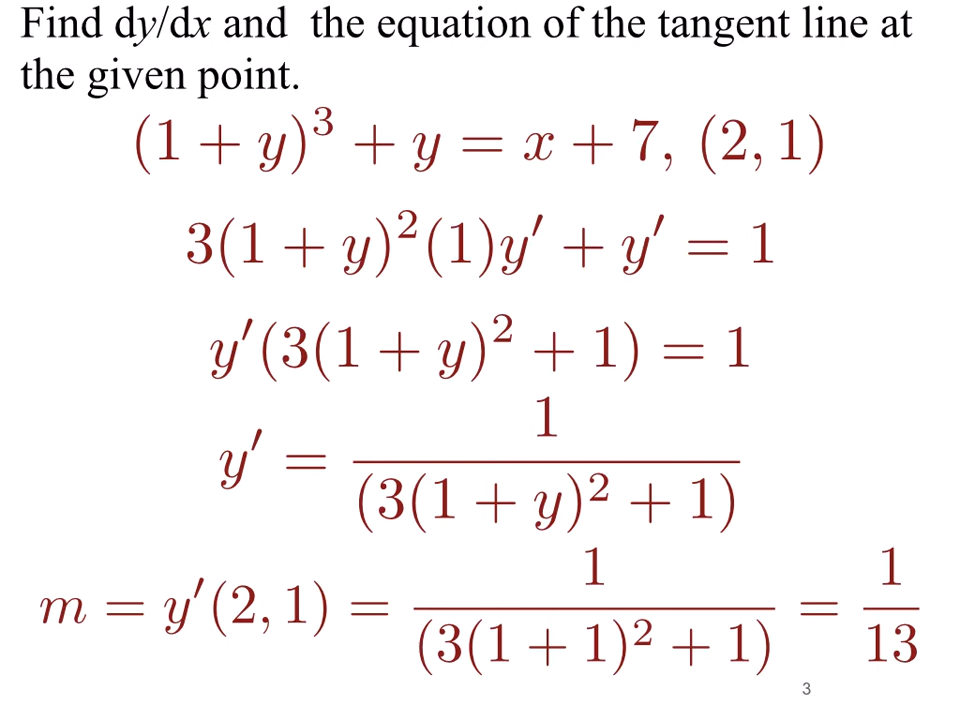 Find dy/dx and the equation of the tangent line at
the given point.
(1 + y)³ + y = x + 7, (2, 1)
3(1 + y)²(1)y′ + y′ = 1
y′(3(1 + y)² + 1) = 1
y′ = 1 / (3(1 + y)² + 1)
m = y′(2, 1) = 1 / (3(1 + 1)² + 1) = 1 / 13
3